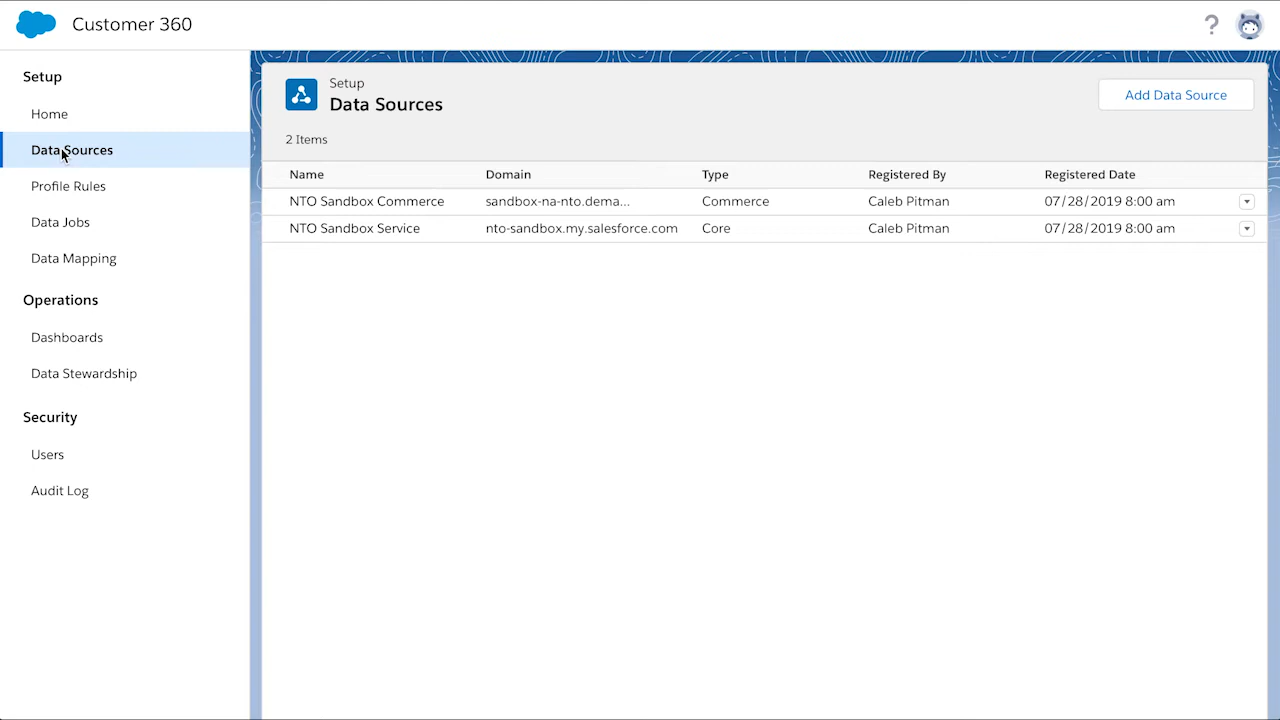 Customer 360
?
Setup
Home
Data Sources
Profile Rules
Data Jobs
Data Mapping
Operations
Dashboards
Data Stewardship
Security
Users
Audit Log
Setup
Data Sources
Add Data Source
2 Items
Name Domain Type Registered By Registered Date
NTO Sandbox Commerce sandbox-na-nto.dema... Commerce Caleb Pitman 07/28/2019 8:00 am
NTO Sandbox Service nto-sandbox.my.salesforce.com Core Caleb Pitman 07/28/2019 8:00 am